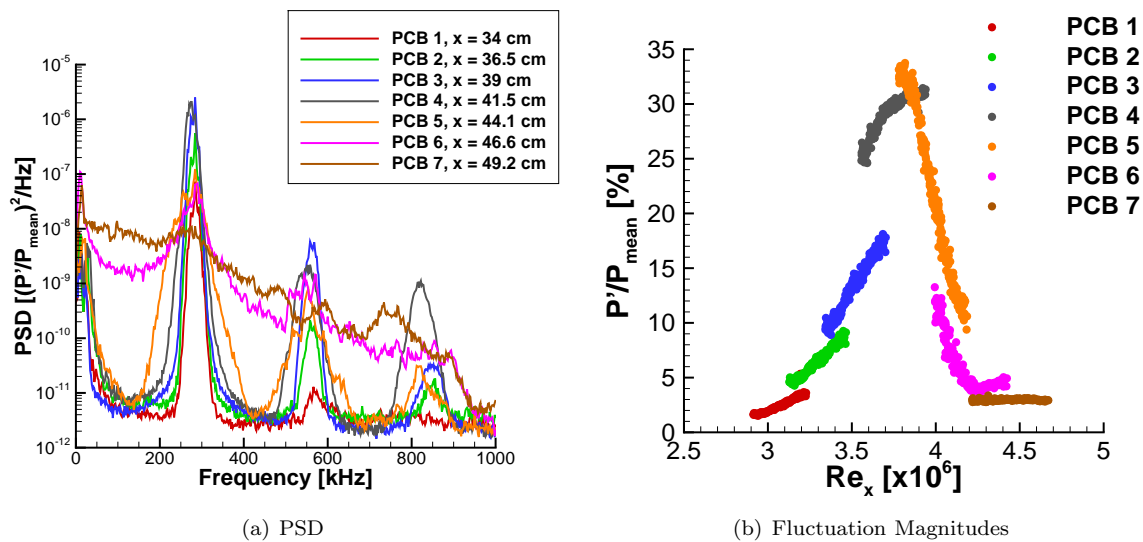 PCB 1, x = 34 cm
PCB 2, x = 36.5 cm
PCB 3, x = 39 cm
PCB 4, x = 41.5 cm
PCB 5, x = 44.1 cm
PCB 6, x = 46.6 cm
PCB 7, x = 49.2 cm
PSD [(P'/P_mean)^2/Hz]
10^-5
10^-6
10^-7
10^-8
10^-9
10^-10
10^-11
10^-12
0 200 400 600 800 1000
Frequency [kHz]
(a) PSD
PCB 1
PCB 2
PCB 3
PCB 4
PCB 5
PCB 6
PCB 7
P'/P_mean [%]
35
30
25
20
15
10
5
0
2.5 3 3.5 4 4.5 5
Re_x [x10^6]
(b) Fluctuation Magnitudes